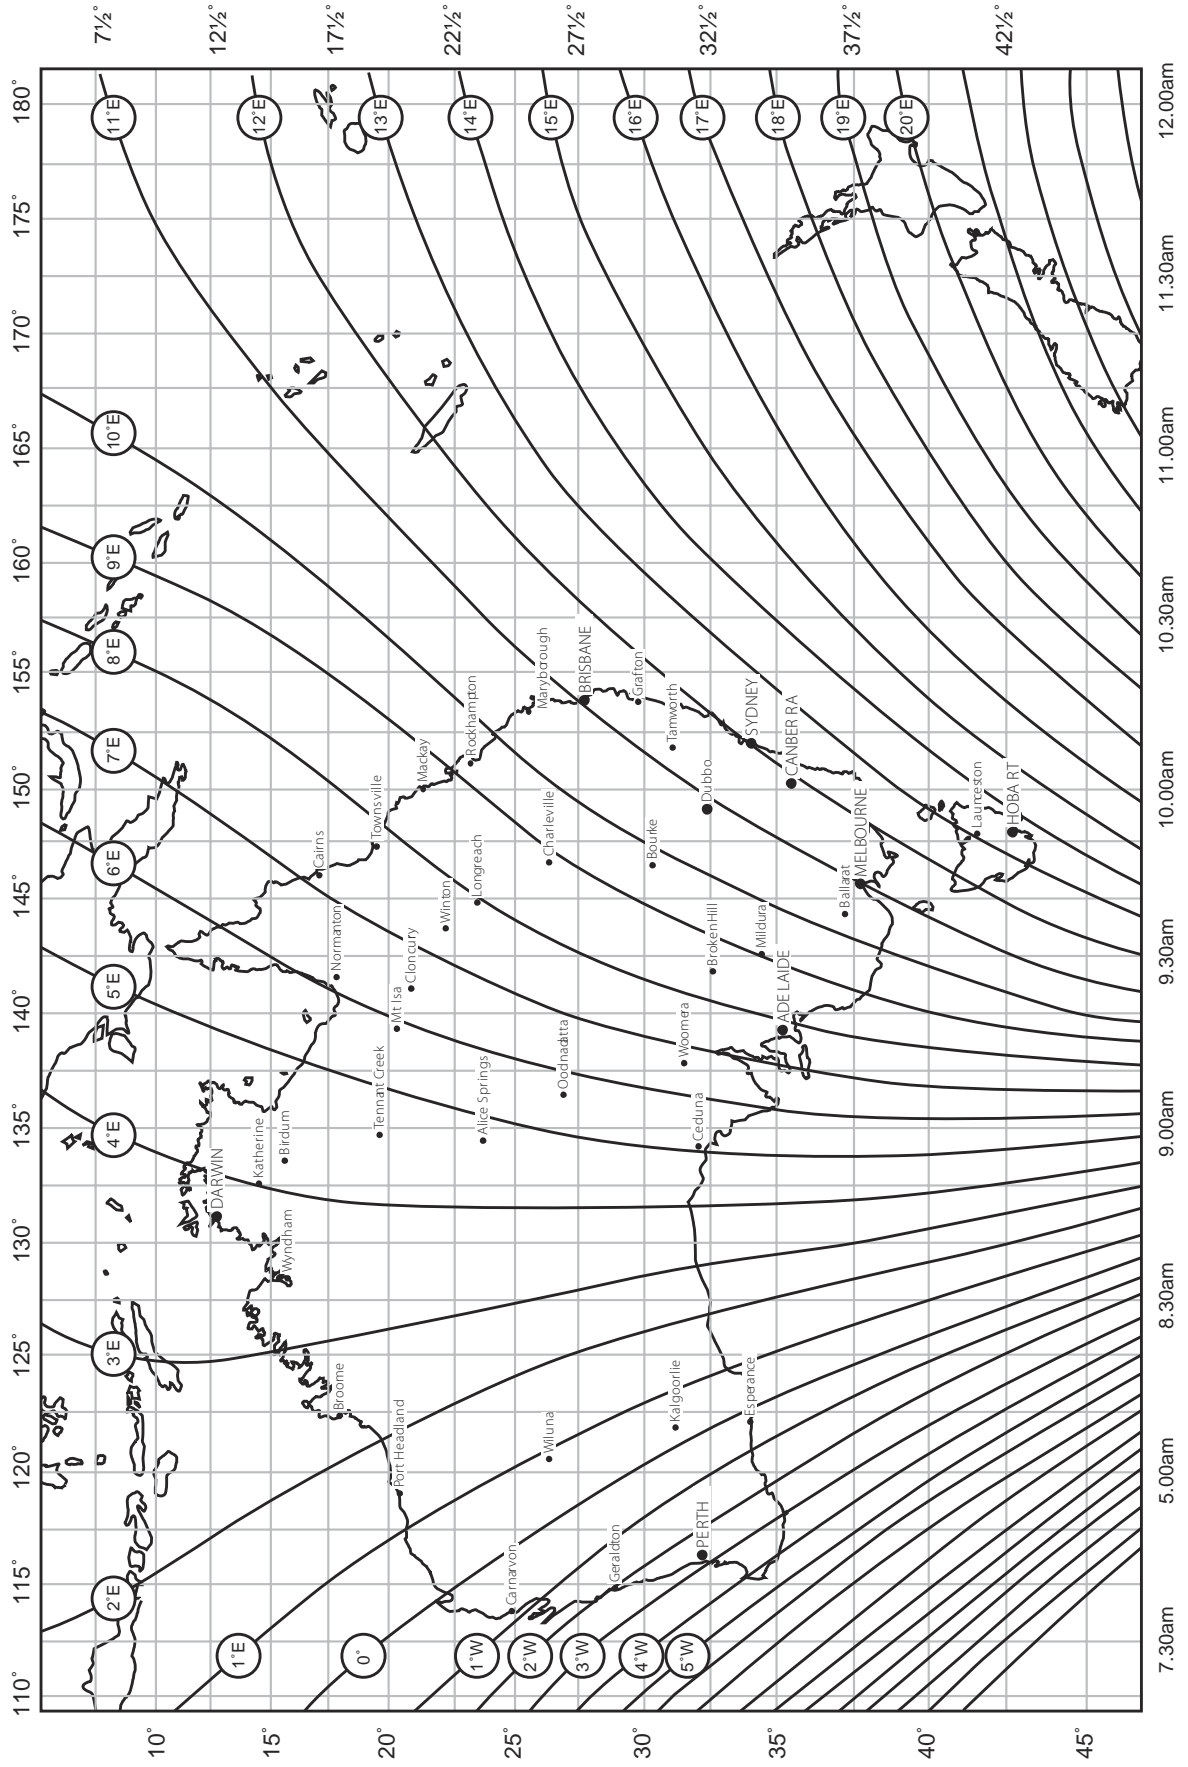 110°
115°
120°
125°
130°
135°
140°
145°
150°
155°
160°
165°
170°
175°
180°
7½°
12½°
17½°
22½°
27½°
32½°
37½°
42½°
10°
15°
20°
25°
30°
35°
40°
45°
2°E
3°E
4°E
5°E
6°E
7°E
8°E
9°E
10°E
11°E
12°E
13°E
14°E
15°E
16°E
17°E
18°E
19°E
20°E
1°E
0°
1°W
2°W
3°W
4°W
5°W
DARWIN
Katherine
Birdum
Wyndham
Cairns
Normanton
Broome
Townsville
Tennant Creek
Mt Isa
Port Headland
Cloncury
Mackay
Winton
Rockhampton
Longreach
Alice Springs
Carnarvon
Maryborough
Charleville
Wiluna
Oodnadatta
BRISBANE
Geraldton
Grafton
Bourke
Tamworth
Kalgoorlie
Woomera
Ceduna
PERTH
Dubbo
Broken Hill
SYDNEY
Esperance
Mildura
ADELAIDE
CANBERRA
Ballarat
MELBOURNE
Launceston
HOBART
7.30am
5.00am
8.30am
9.00am
9.30am
10.00am
10.30am
11.00am
11.30am
12.00am